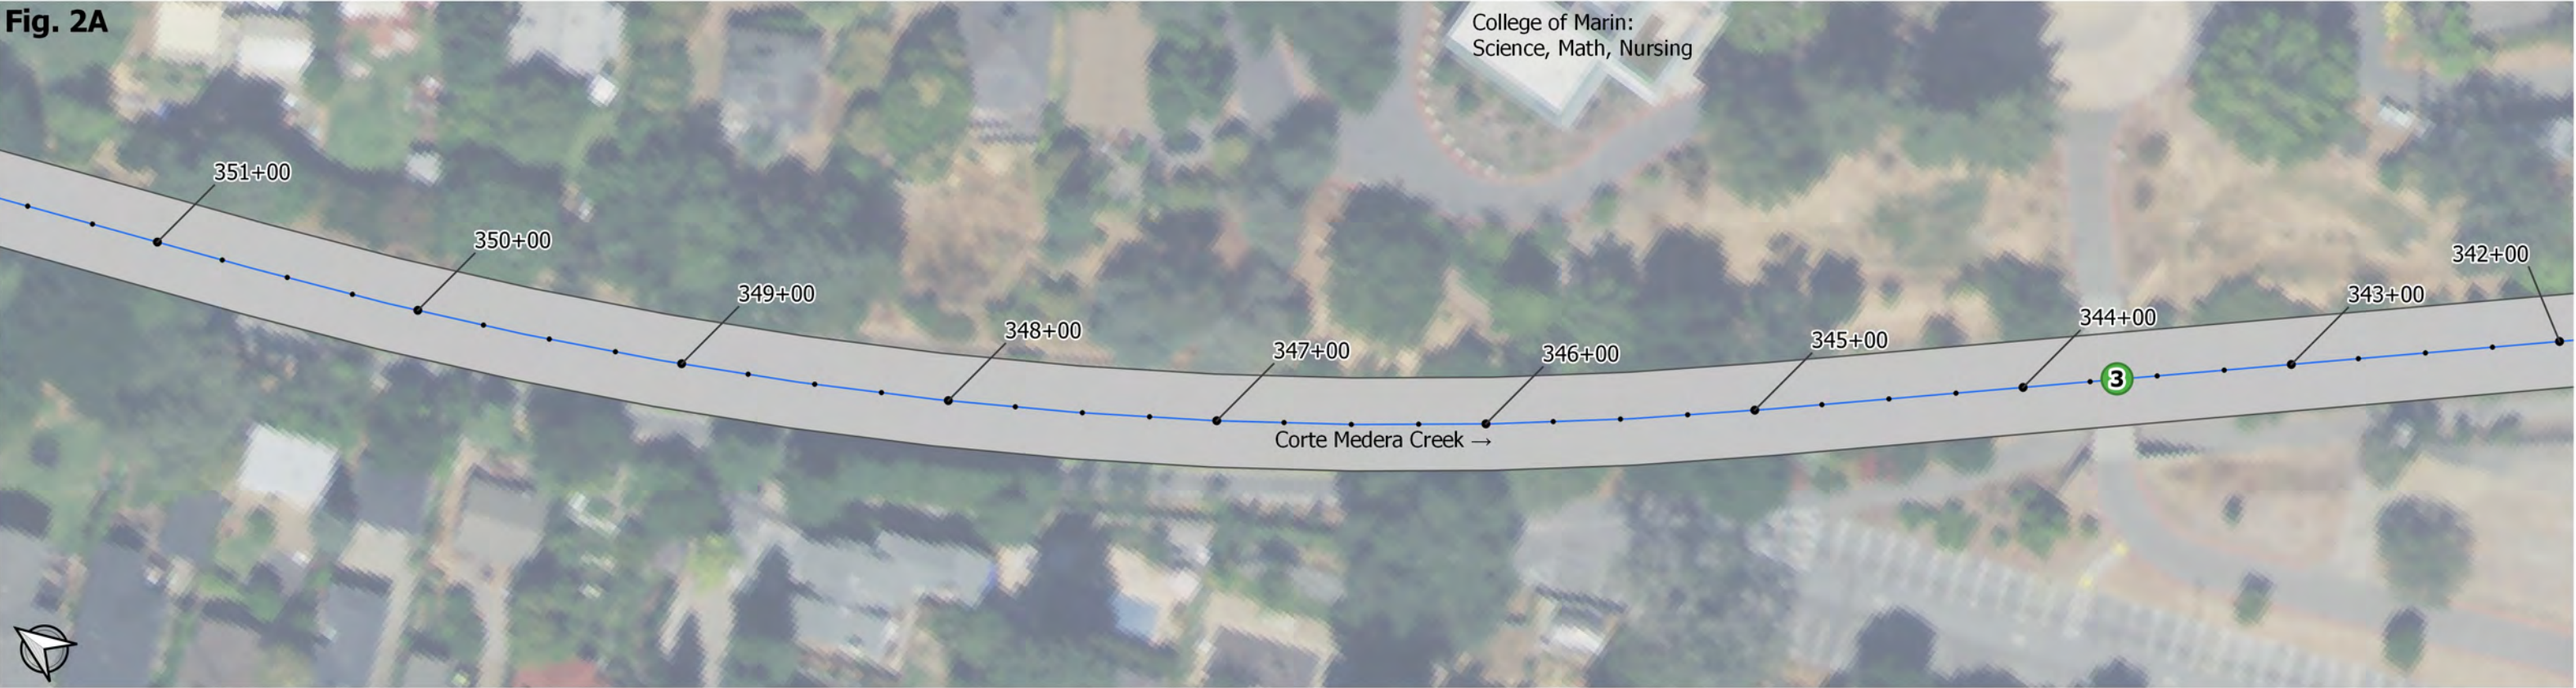 Fig. 2A
College of Marin:
Science, Math, Nursing
351+00
350+00
349+00
348+00
347+00
346+00
345+00
344+00
343+00
342+00
3
Corte Medera Creek →